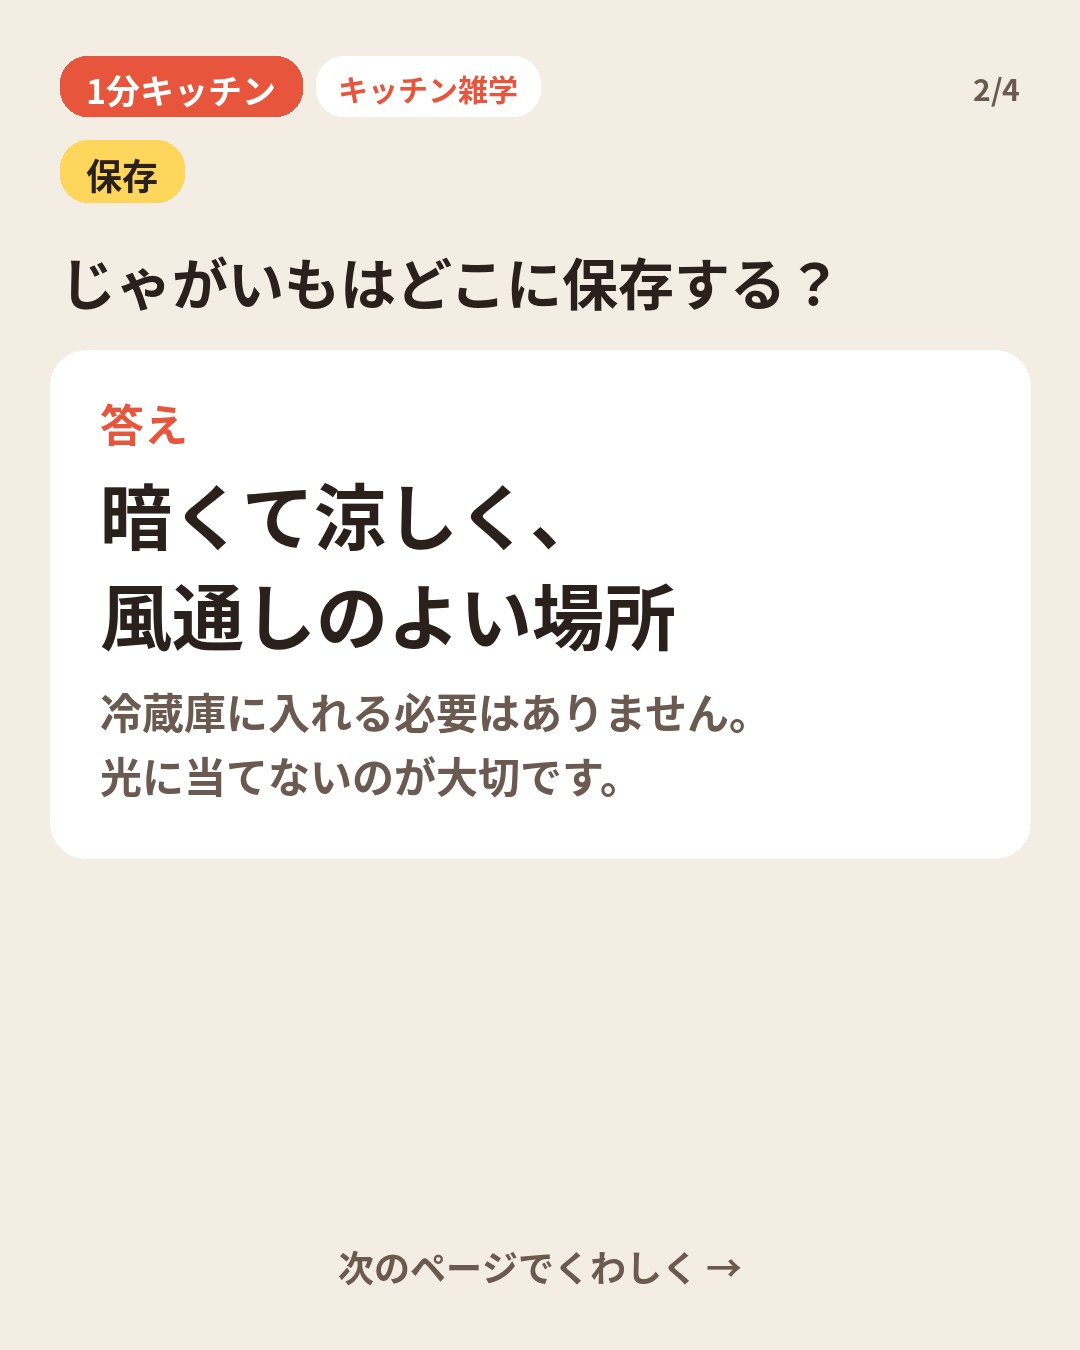 1分キッチン
キッチン雑学
2/4
保存
じゃがいもはどこに保存する？
答え
暗くて涼しく、
風通しのよい場所
冷蔵庫に入れる必要はありません。
光に当てないのが大切です。
次のページでくわしく →